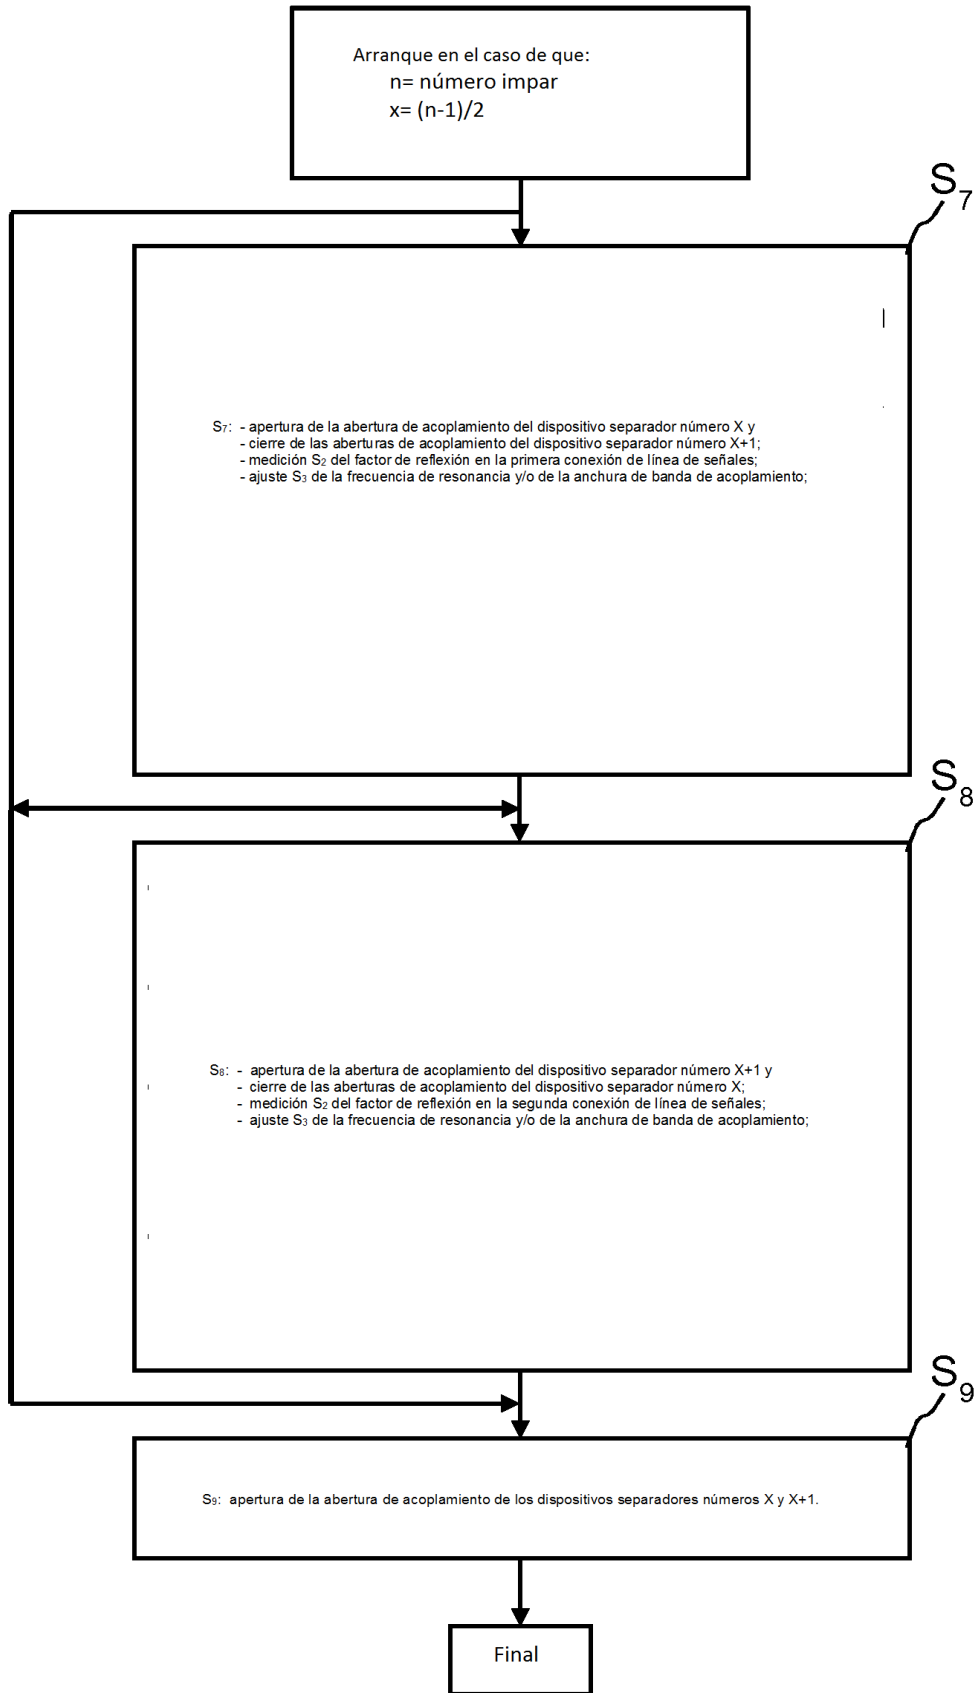 Arranque en el caso de que:
n= número impar
x= (n-1)/2
S7
S7: - apertura de la abertura de acoplamiento del dispositivo separador número X y
- cierre de las aberturas de acoplamiento del dispositivo separador número X+1;
- medición S2 del factor de reflexión en la primera conexión de línea de señales;
- ajuste S3 de la frecuencia de resonancia y/o de la anchura de banda de acoplamiento;
S8
S8: - apertura de la abertura de acoplamiento del dispositivo separador número X+1 y
- cierre de las aberturas de acoplamiento del dispositivo separador número X;
- medición S2 del factor de reflexión en la segunda conexión de línea de señales;
- ajuste S3 de la frecuencia de resonancia y/o de la anchura de banda de acoplamiento;
S9
S9: apertura de la abertura de acoplamiento de los dispositivos separadores números X y X+1.
Final